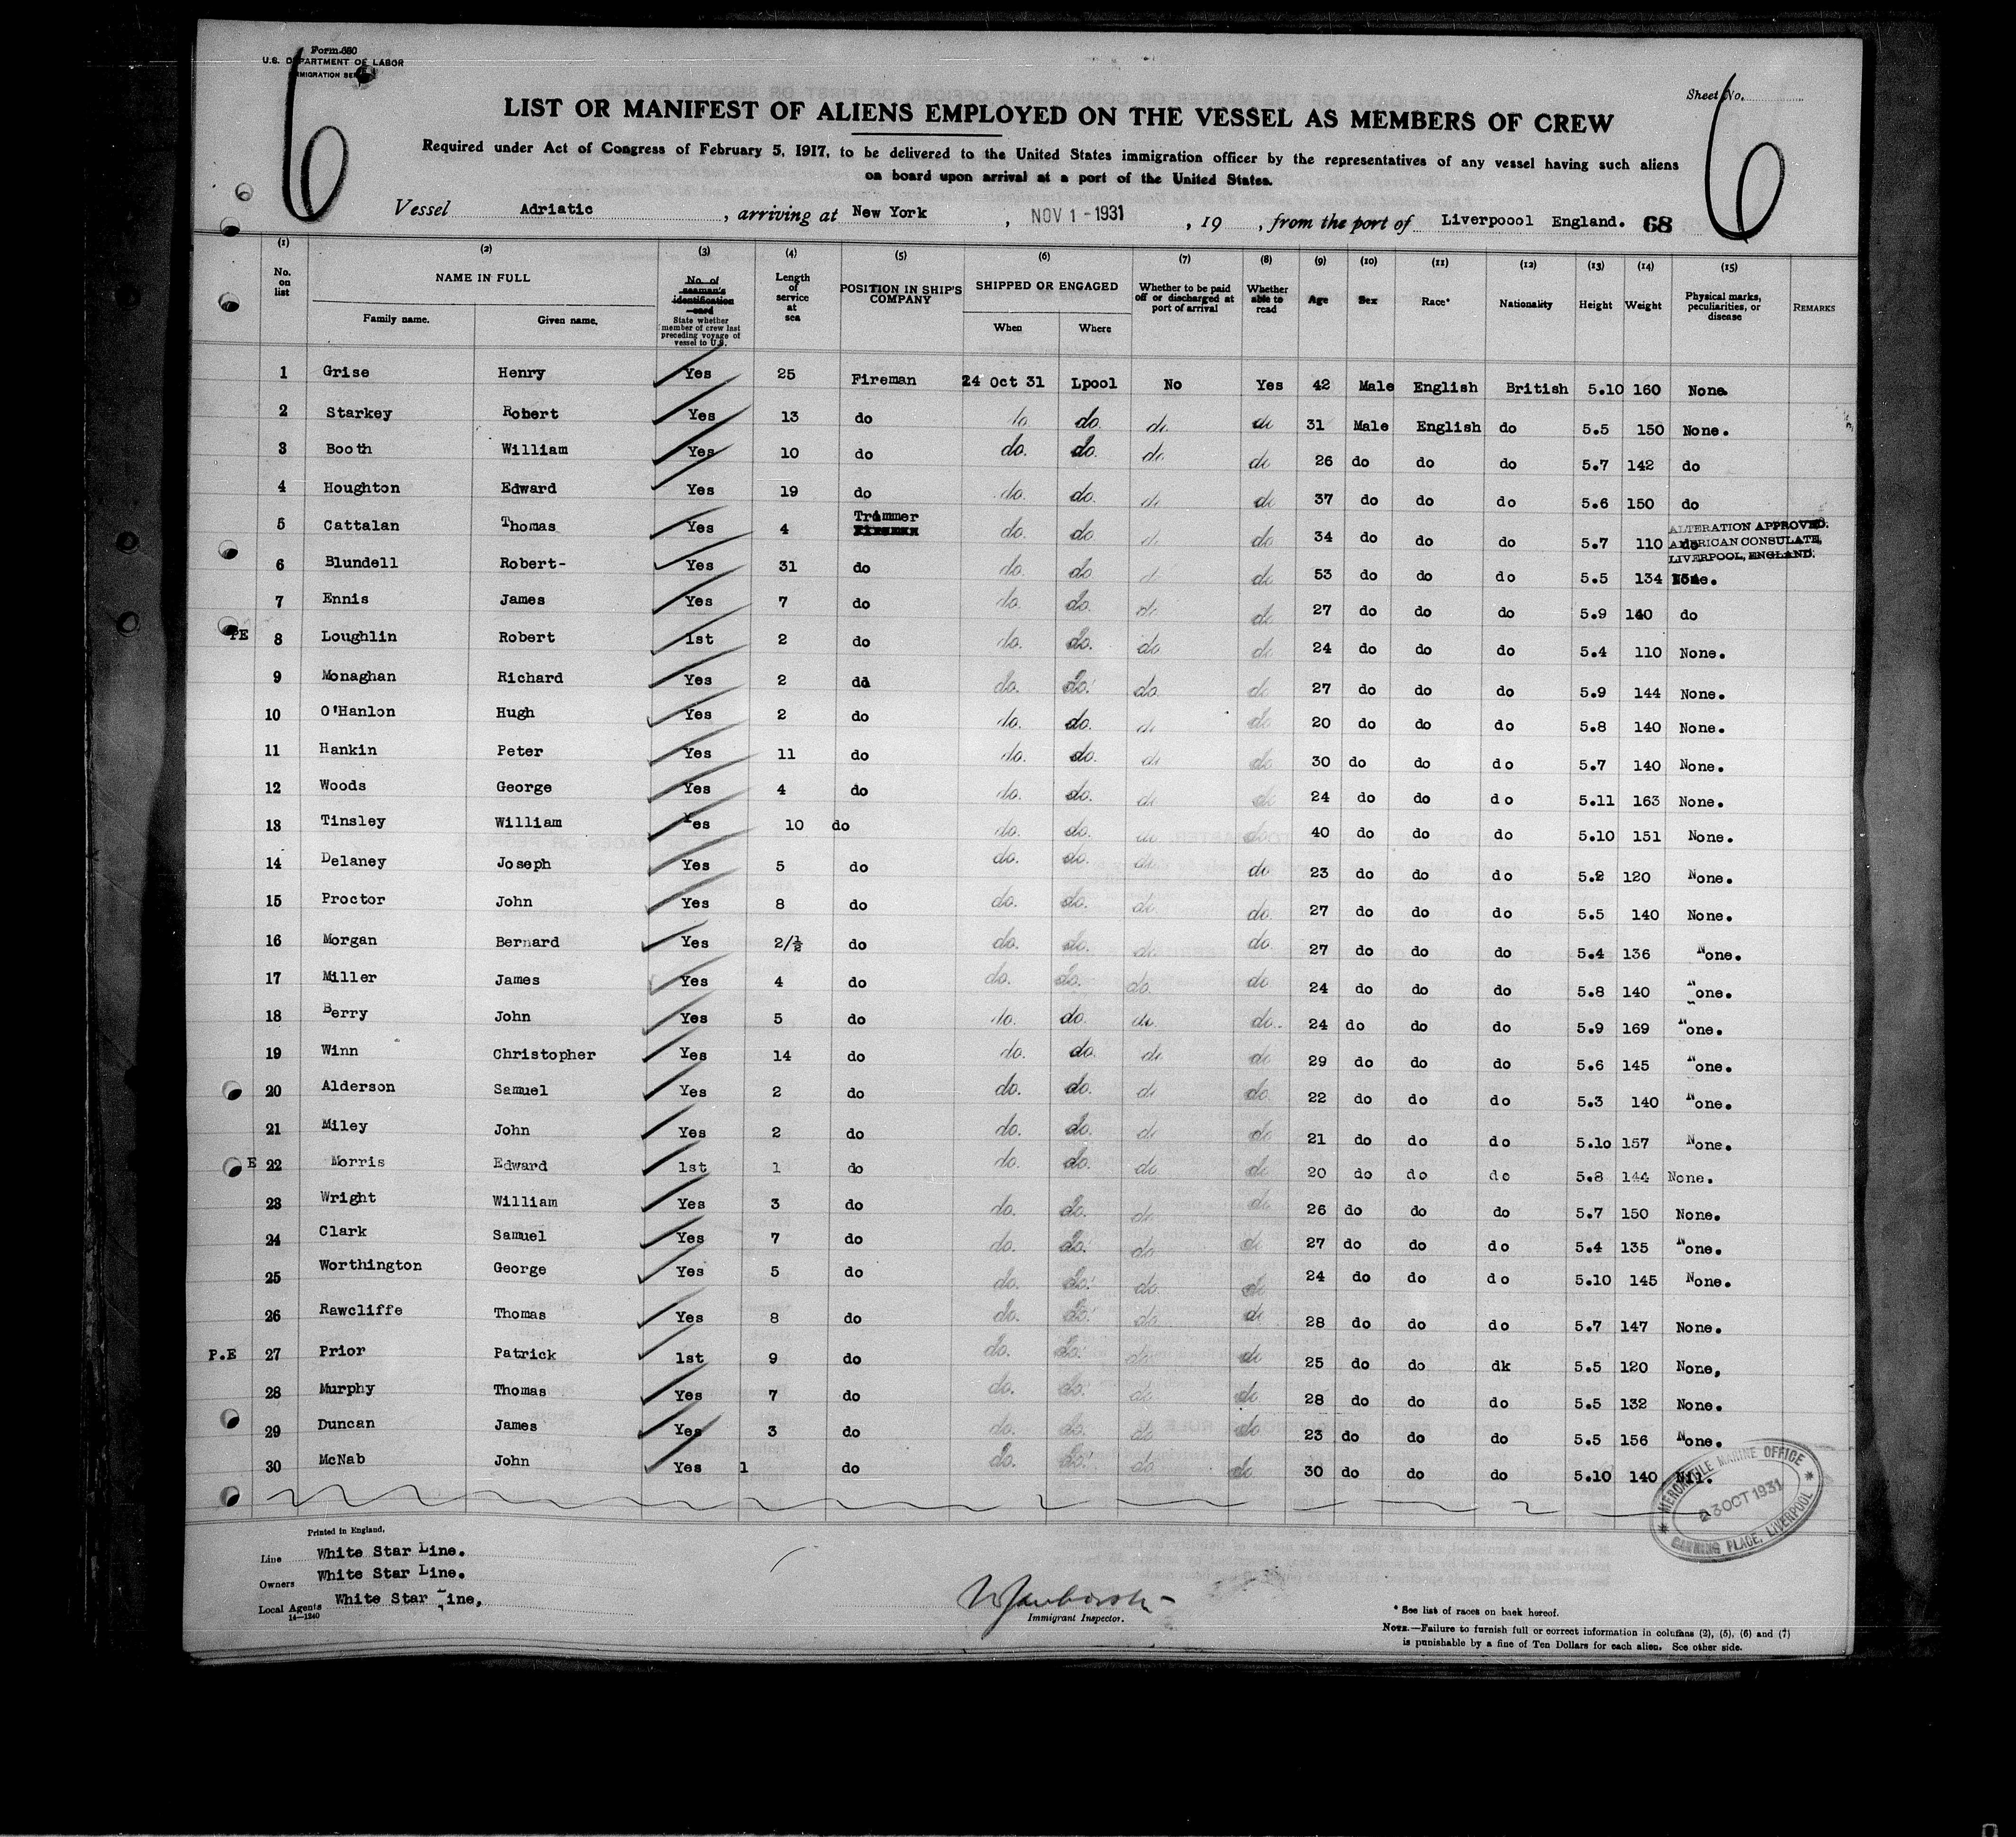 Form 680
U.S. DEPARTMENT OF LABOR
IMMIGRATION
6
6
Sheet No.
LIST OR MANIFEST OF ALIENS EMPLOYED ON THE VESSEL AS MEMBERS OF CREW
Required under Act of Congress of February 5, 1917, to be delivered to the United States immigration officer by the representatives of any vessel having such aliens
on board upon arrival at a port of the United States.
Vessel Adriatic, arriving at New York, NOV 1 - 1931, 19 , from the port of Liverpoool England. 68
(1) (2) (3) (4) (5) (6) (7) (8) (9) (10) (11) (12) (13) (14) (15)
No. on list NAME IN FULL Family name. Given name. No. of seaman's identification card State whether member of crew last preceding voyage of vessel to U.S. Length of service at sea POSITION IN SHIP'S COMPANY SHIPPED OR ENGAGED When Where Whether to be paid off or discharged at port of arrival Whether able to read Age Sex Race* Nationality Height Weight Physical marks, peculiarities, or disease REMARKS
1 Grise Henry Yes 25 Fireman 24 Oct 31 Lpool No Yes 42 Male English British 5.10 160 None
2 Starkey Robert Yes 13 do do do. do do 31 Male English do 5.5 150 None.
3 Booth William Yes 10 do do. do. do do 26 do do do 5.7 142 do
4 Houghton Edward Yes 19 do do. do. do do 37 do do do 5.6 150 do
5 Cattalan Thomas Yes 4 Trimmer Fireman do. do. do do 34 do do do 5.7 110 do
ALTERATION APPROVED.
AMERICAN CONSULATE,
LIVERPOOL, ENGLAND.
6 Blundell Robert- Yes 31 do do. do do do 53 do do do 5.5 134 None.
7 Ennis James Yes 7 do do. do. do do 27 do do do 5.9 140 do
PE 8 Loughlin Robert 1st 2 do do. do. do do 24 do do do 5.4 110 None.
9 Monaghan Richard Yes 2 do do. do. do do 27 do do do 5.9 144 None.
10 O'Hanlon Hugh Yes 2 do do. do. do do 20 do do do 5.8 140 None.
11 Hankin Peter Yes 11 do do. do. do do 30 do do do 5.7 140 None.
12 Woods George Yes 4 do do. do. do do 24 do do do 5.11 163 None.
13 Tinsley William Yes 10 do do. do. do do 40 do do do 5.10 151 None.
14 Delaney Joseph Yes 5 do do. do. do do 23 do do do 5.2 120 None.
15 Proctor John Yes 8 do do. do. do do 27 do do do 5.5 140 None.
16 Morgan Bernard Yes 2/½ do do. do. do do 27 do do do 5.4 136 None.
17 Miller James Yes 4 do do. do. do do 24 do do do 5.8 140 None.
18 Berry John Yes 5 do do. do. do do. 24 do do do 5.9 169 None.
19 Winn Christopher Yes 14 do do. do. do do 29 do do do 5.6 145 None.
20 Alderson Samuel Yes 2 do do. do. do do 22 do do do 5.3 140 None.
21 Miley John Yes 2 do do. do. do do 21 do do do 5.10 157 None.
E 22 Morris Edward 1st 1 do do. do. do do 20 do do do 5.8 144 None.
23 Wright William Yes 3 do do. do. do do 26 do do do 5.7 150 None.
24 Clark Samuel Yes 7 do do. do. do do 27 do do do 5.4 135 None.
25 Worthington George Yes 5 do do. do. do do 24 do do do 5.10 145 None.
26 Rawcliffe Thomas Yes 8 do do. do. do do 28 do do do 5.7 147 None.
P.E 27 Prior Patrick 1st 9 do do. do. do do 25 do do dk 5.5 120 None,
28 Murphy Thomas Yes 7 do do. do. do do 28 do do do 5.5 132 None.
29 Duncan James Yes 3 do do. do. do do 23 do do do 5.5 156 None.
30 McNab John Yes 1 do do. do. do do 30 do do do 5.10 140 Nil.
MERCANTILE MARINE OFFICE
23 OCT 1931
CANNING PLACE, LIVERPOOL
Printed in England.
Line White Star Line.
Owners White Star Line.
Local Agents White Star Line,
14—1240
Immigrant Inspector.
* See list of races on back hereof.
NOTE.—Failure to furnish full or correct information in columns (2), (5), (6) and (7)
is punishable by a fine of Ten Dollars for each alien. See other side.